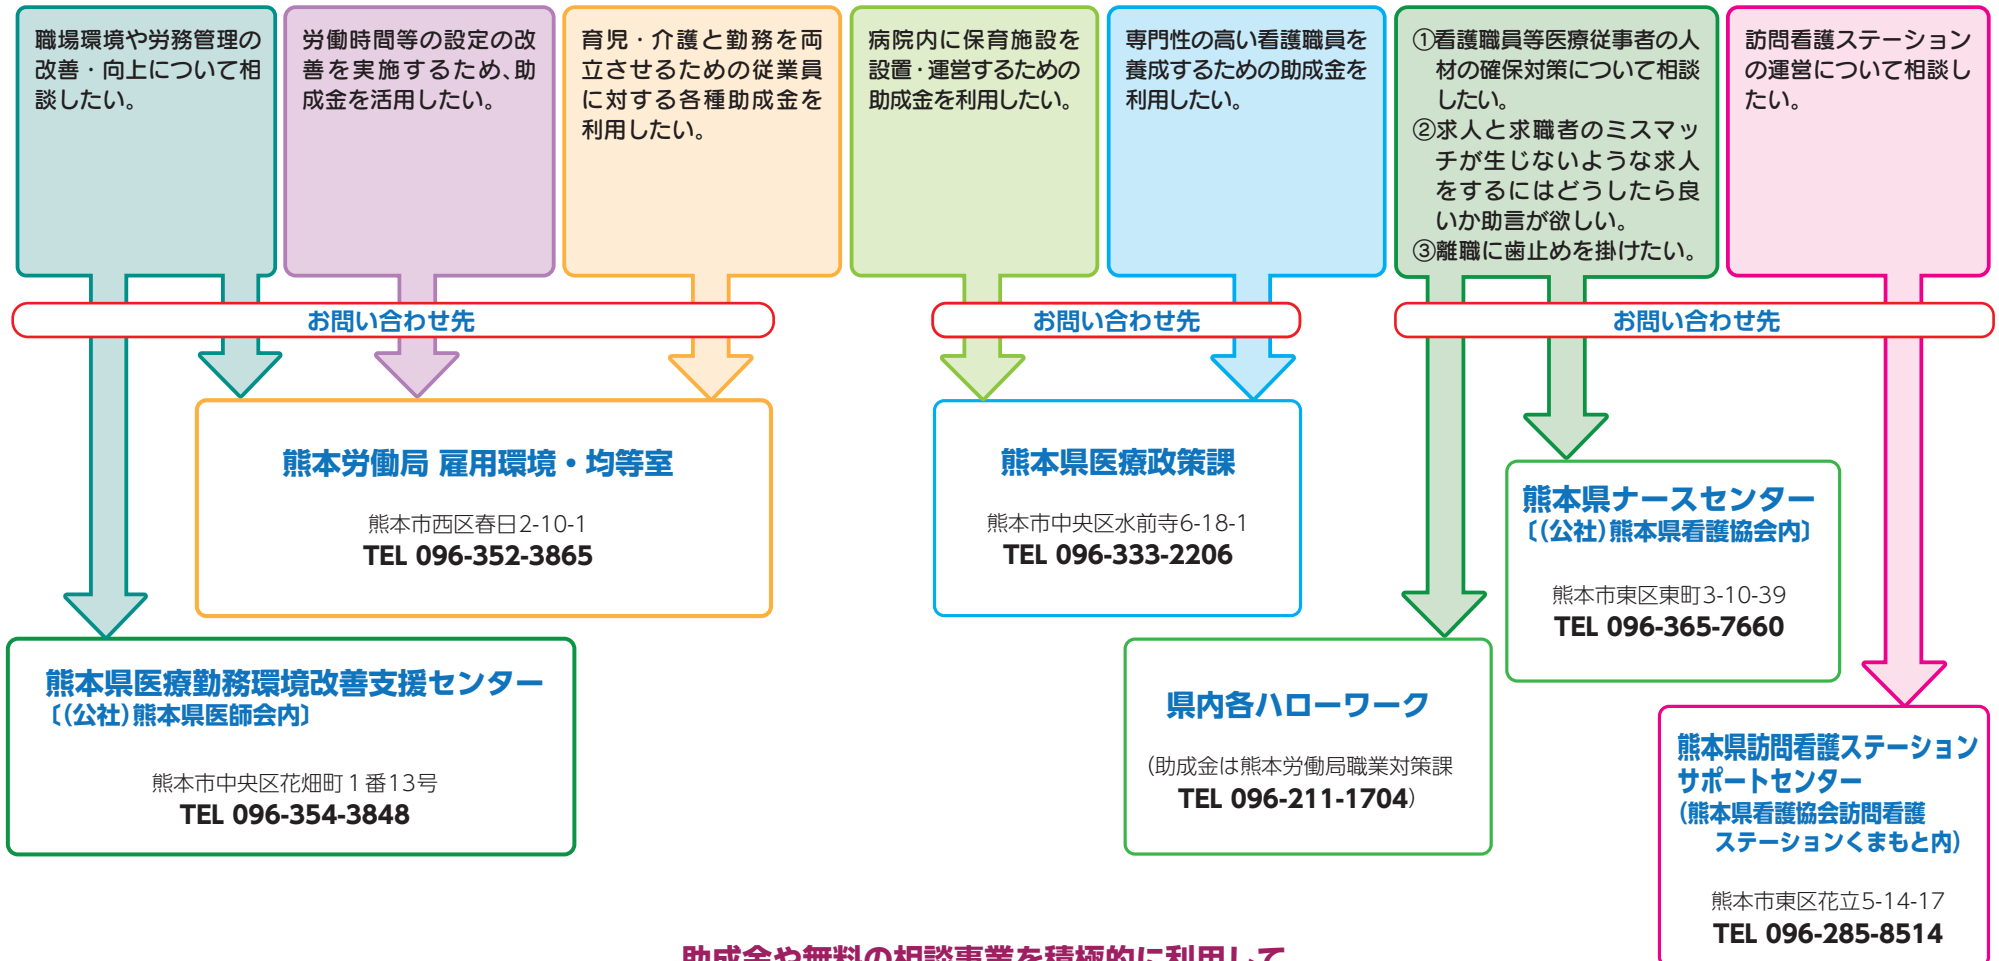 職場環境や労務管理の
改善・向上について相
談したい。
労働時間等の設定の改
善を実施するため、助
成金を活用したい。
育児・介護と勤務を両
立させるための従業員
に対する各種助成金を
利用したい。
病院内に保育施設を
設置・運営するための
助成金を利用したい。
専門性の高い看護職員を
養成するための助成金を
利用したい。
①看護職員等医療従事者の人
材の確保対策について相談
したい。
②求人と求職者のミスマッ
チが生じないような求人
をするにはどうしたら良
いか助言が欲しい。
③離職に歯止めを掛けたい。
訪問看護ステーション
の運営について相談し
たい。
お問い合わせ先
お問い合わせ先
お問い合わせ先
熊本労働局 雇用環境・均等室
熊本市西区春日2-10-1
TEL 096-352-3865
熊本県医療政策課
熊本市中央区水前寺6-18-1
TEL 096-333-2206
熊本県ナースセンター
〔(公社)熊本県看護協会内〕
熊本市東区東町3-10-39
TEL 096-365-7660
熊本県医療勤務環境改善支援センター
〔(公社)熊本県医師会内〕
熊本市中央区花畑町1番13号
TEL 096-354-3848
県内各ハローワーク
(助成金は熊本労働局職業対策課
TEL 096-211-1704)
熊本県訪問看護ステーション
サポートセンター
(熊本県看護協会訪問看護
ステーションくまもと内)
熊本市東区花立5-14-17
TEL 096-285-8514
助成金や無料の相談事業を積極的に利用して